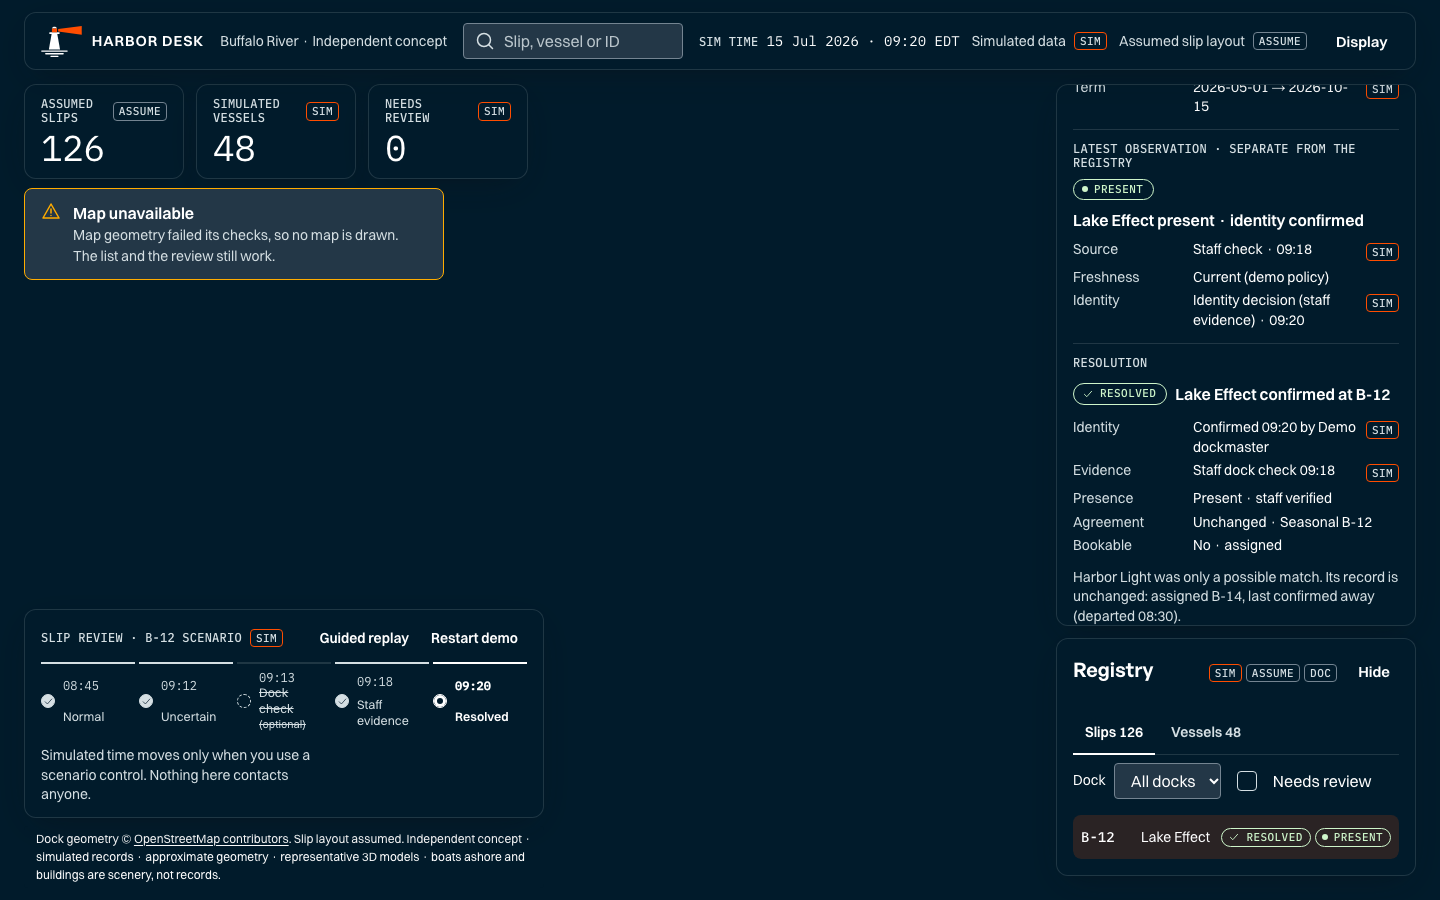 HARBOR DESK
Buffalo River · Independent concept
Slip, vessel or ID
SIM TIME 15 Jul 2026 · 09:20 EDT
Simulated data SIM
Assumed slip layout ASSUME
Display
ASSUMED SLIPS ASSUME
126
SIMULATED VESSELS SIM
48
NEEDS REVIEW SIM
0
Map unavailable
Map geometry failed its checks, so no map is drawn.
The list and the review still work.
SLIP REVIEW · B-12 SCENARIO SIM
Guided replay
Restart demo
08:45
Normal
09:12
Uncertain
09:13
Dock
check
(optional)
09:18
Staff
evidence
09:20
Resolved
Simulated time moves only when you use a
scenario control. Nothing here contacts
anyone.
Dock geometry © OpenStreetMap contributors. Slip layout assumed. Independent concept ·
simulated records · approximate geometry · representative 3D models · boats ashore and
buildings are scenery, not records.
Term 2026-05-01 → 2026-10- SIM
15
LATEST OBSERVATION · SEPARATE FROM THE
REGISTRY
PRESENT
Lake Effect present · identity confirmed
Source Staff check · 09:18 SIM
Freshness Current (demo policy)
Identity Identity decision (staff SIM
evidence) · 09:20
RESOLUTION
RESOLVED Lake Effect confirmed at B-12
Identity Confirmed 09:20 by Demo SIM
dockmaster
Evidence Staff dock check 09:18 SIM
Presence Present · staff verified
Agreement Unchanged · Seasonal B-12
Bookable No · assigned
Harbor Light was only a possible match. Its record is
unchanged: assigned B-14, last confirmed away
(departed 08:30).
Registry SIM ASSUME DOC Hide
Slips 126 Vessels 48
Dock All docks Needs review
B-12 Lake Effect RESOLVED PRESENT